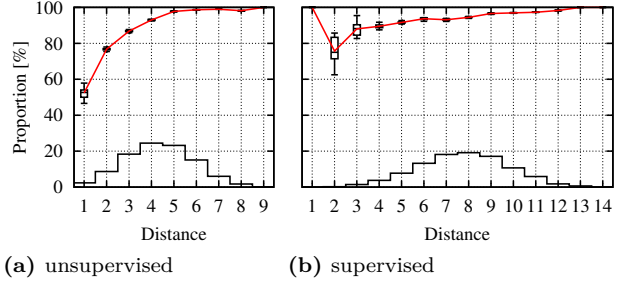 Proportion [%]
100
80
60
40
20
0
1 2 3 4 5 6 7 8 9
Distance
1 2 3 4 5 6 7 8 9 10 11 12 13 14
Distance
(a) unsupervised
(b) supervised